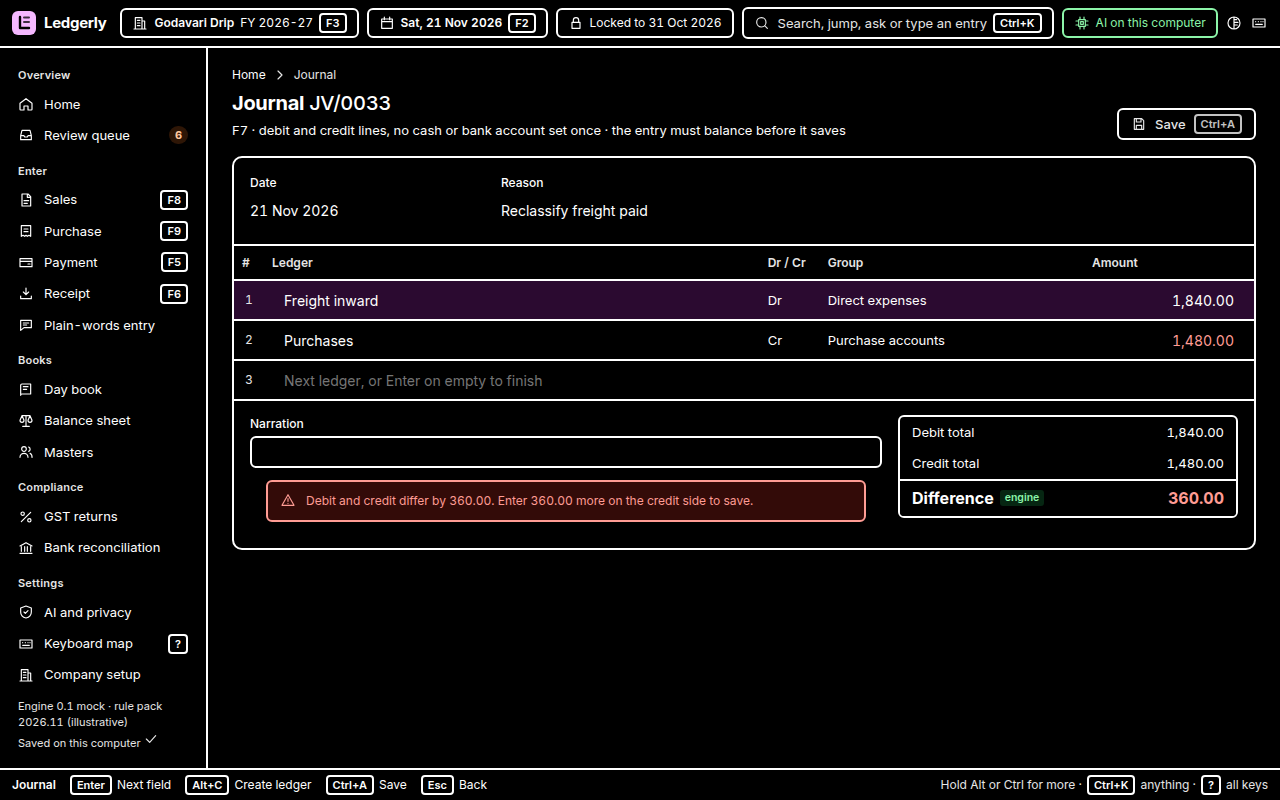 Ledgerly
Godavari Drip FY 2026-27 F3
Sat, 21 Nov 2026 F2
Locked to 31 Oct 2026
Search, jump, ask or type an entry Ctrl+K
AI on this computer
Overview
Home
Review queue 6
Enter
Sales F8
Purchase F9
Payment F5
Receipt F6
Plain-words entry
Books
Day book
Balance sheet
Masters
Compliance
GST returns
Bank reconciliation
Settings
AI and privacy
Keyboard map ?
Company setup
Engine 0.1 mock · rule pack
2026.11 (illustrative)
Saved on this computer
Home Journal
Journal JV/0033
F7 · debit and credit lines, no cash or bank account set once · the entry must balance before it saves
Save Ctrl+A
Date Reason
21 Nov 2026 Reclassify freight paid
# Ledger Dr / Cr Group Amount
1 Freight inward Dr Direct expenses 1,840.00
2 Purchases Cr Purchase accounts 1,480.00
3 Next ledger, or Enter on empty to finish
Narration
Debit and credit differ by 360.00. Enter 360.00 more on the credit side to save.
Debit total 1,840.00
Credit total 1,480.00
Difference engine 360.00
Journal Enter Next field Alt+C Create ledger Ctrl+A Save Esc Back
Hold Alt or Ctrl for more · Ctrl+K anything · ? all keys